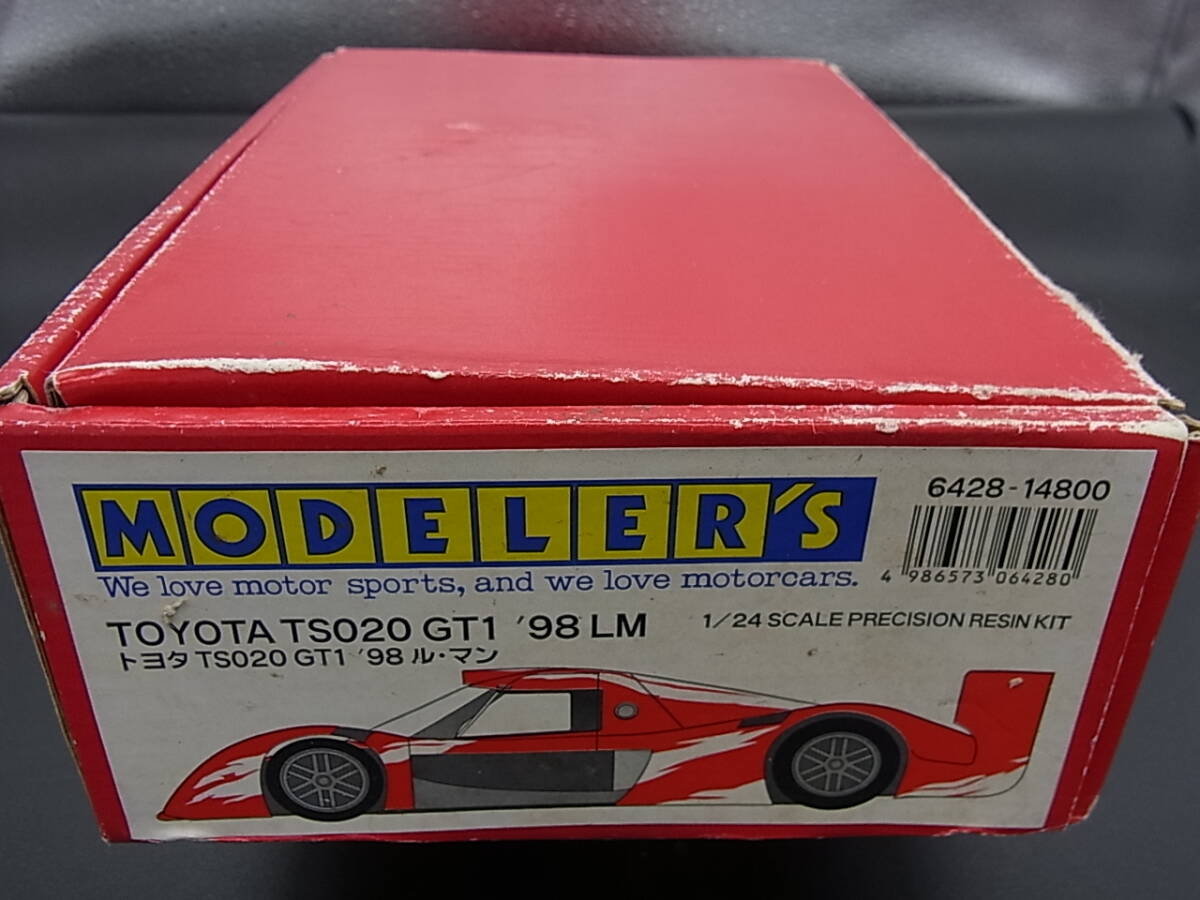 MODELER'S
6428-14800
We love motor sports, and we love motorcars.
4 986573 064280
TOYOTA TS020 GT1 '98 LM
1/24 SCALE PRECISION RESIN KIT
トヨタ TS020 GT1 '98 ル・マン